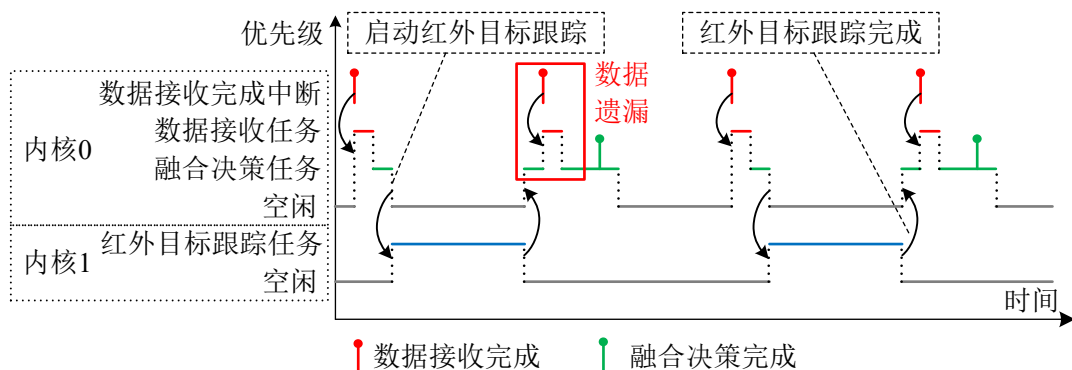 优先级
启动红外目标跟踪
红外目标跟踪完成
数据接收完成中断
数据
遗漏
数据接收任务
内核0
融合决策任务
空闲
红外目标跟踪任务
内核1
空闲
时间
数据接收完成
融合决策完成